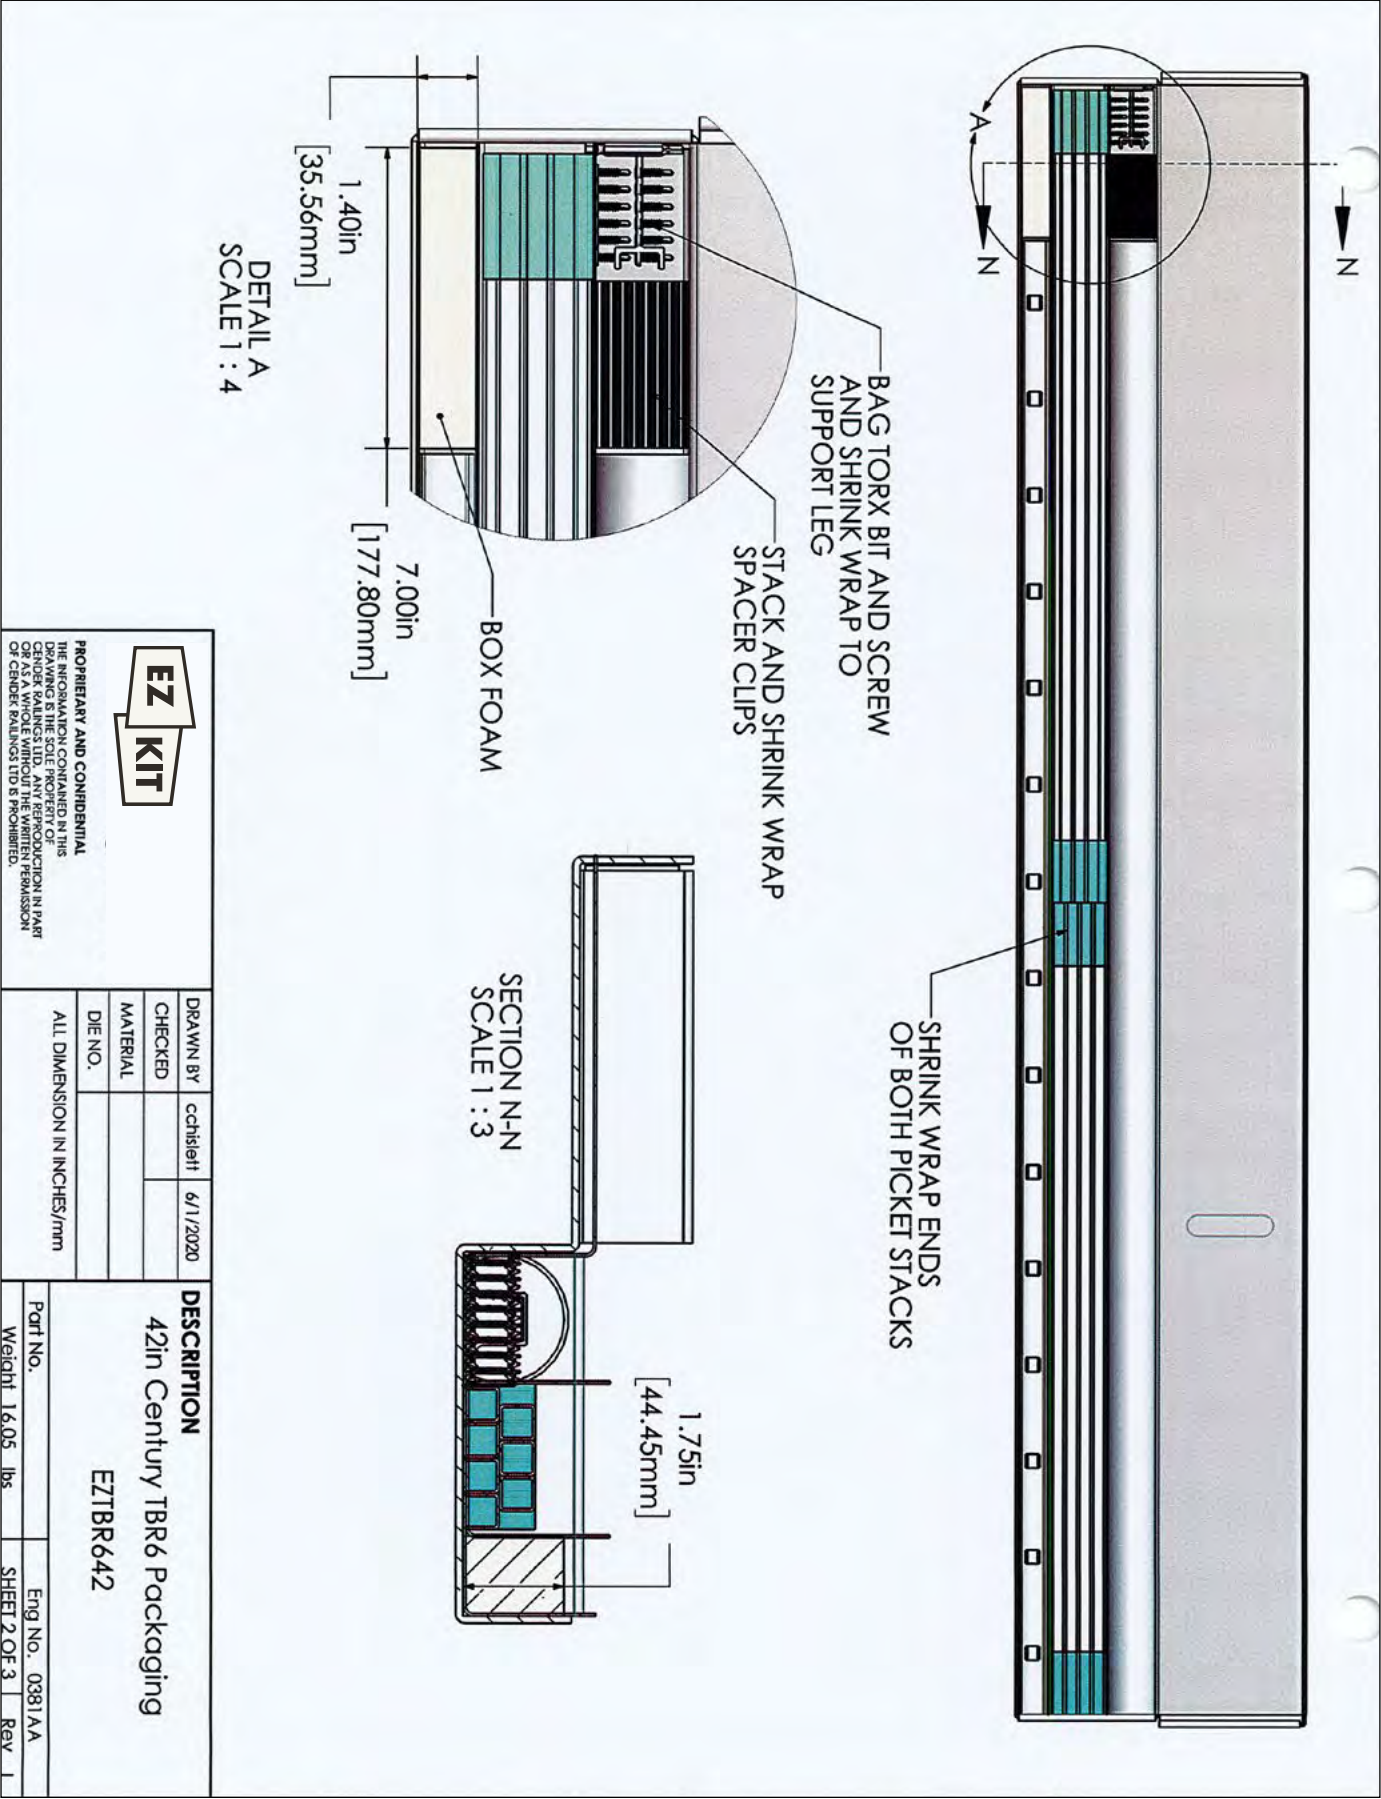 N
A
N
SHRINK WRAP ENDS
OF BOTH PICKET STACKS
BAG TORX BIT AND SCREW
AND SHRINK WRAP TO
SUPPORT LEG
STACK AND SHRINK WRAP
SPACER CLIPS
BOX FOAM
1.40in
[35.56mm]
7.00in
[177.80mm]
DETAIL A
SCALE 1 : 4
1.75in
[44.45mm]
SECTION N-N
SCALE 1 : 3
EZ
KIT
PROPRIETARY AND CONFIDENTIAL
THE INFORMATION CONTAINED IN THIS
DRAWING IS THE SOLE PROPERTY OF
CENDEK RAILINGS LTD. ANY REPRODUCTION IN PART
OR AS A WHOLE WITHOUT THE WRITTEN PERMISSION
OF CENDEK RAILINGS LTD IS PROHIBITED.
DRAWN BY cchislett 6/1/2020
CHECKED
MATERIAL
DIE NO.
ALL DIMENSION IN INCHES/mm
DESCRIPTION
42in Century TBR6 Packaging
EZTBR642
Part No. Eng No. 0381AA
Weight 16.05 lbs SHEET 2 OF 3 Rev